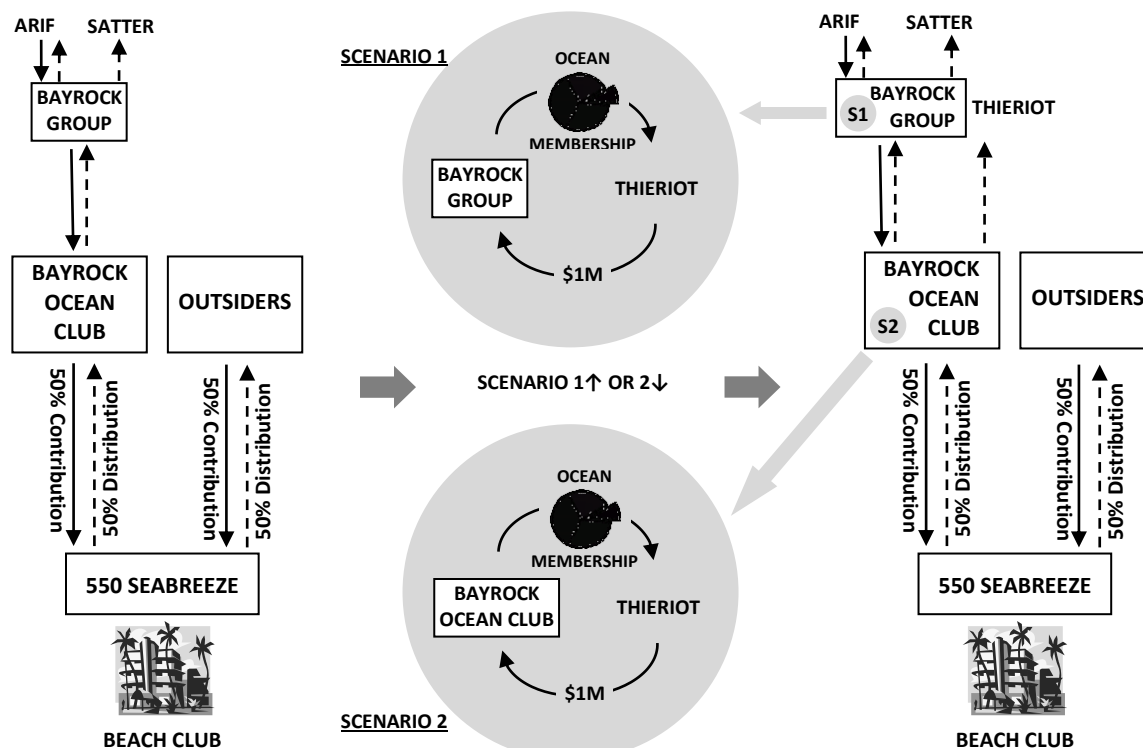 ARIF SATTER
BAYROCK
GROUP
BAYROCK
OCEAN
CLUB
OUTSIDERS
50% Contribution
50% Distribution
50% Contribution
50% Distribution
550 SEABREEZE
BEACH CLUB
SCENARIO 1
OCEAN
MEMBERSHIP
BAYROCK
GROUP
THIERIOT
$1M
SCENARIO 1↑ OR 2↓
OCEAN
MEMBERSHIP
BAYROCK
OCEAN CLUB
THIERIOT
$1M
SCENARIO 2
ARIF SATTER
S1
BAYROCK
GROUP
THIERIOT
BAYROCK
OCEAN
CLUB
S2
OUTSIDERS
50% Contribution
50% Distribution
50% Contribution
50% Distribution
550 SEABREEZE
BEACH CLUB